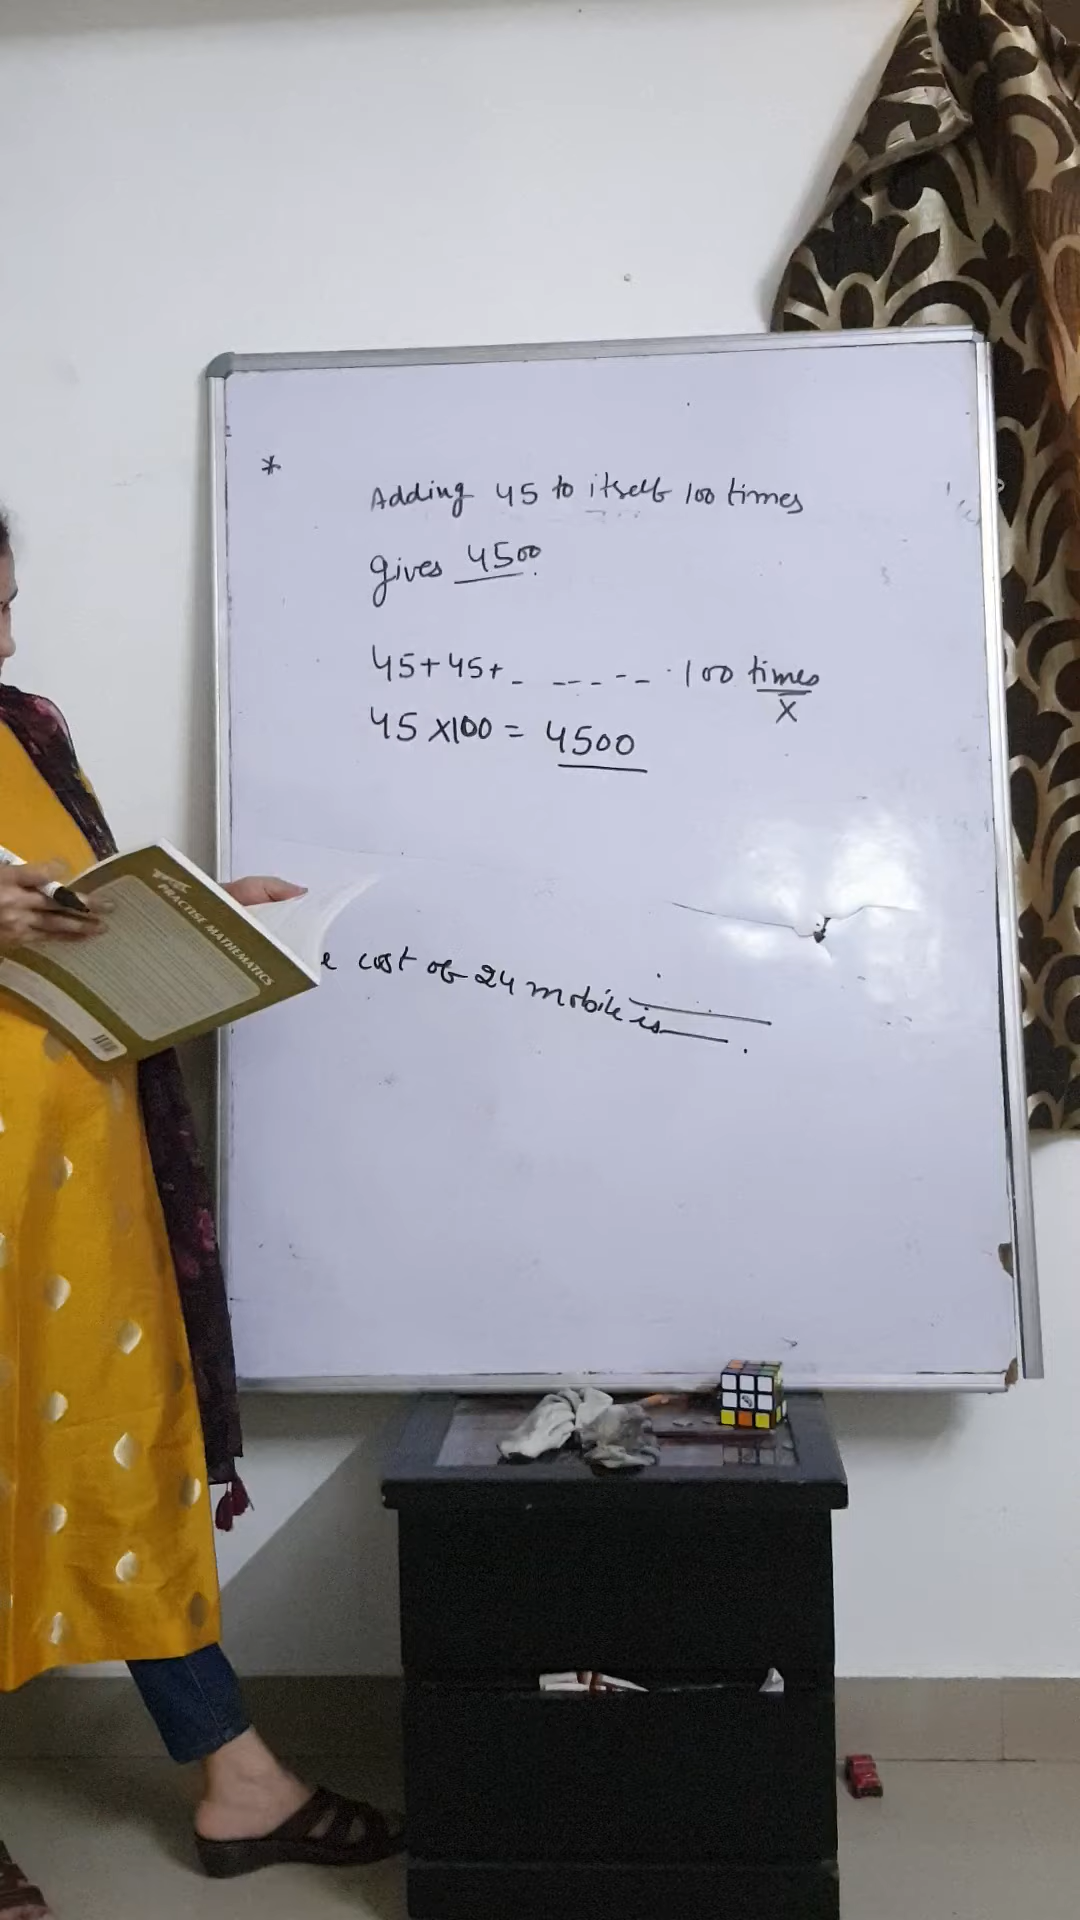 *
Adding 45 to itself 100 times
gives 4500
45+45+_ _ _ _ _ _ 100 times
X
45 X100 = 4500
e cost of 24 mobile is
PRACTISE MATHEMATICS